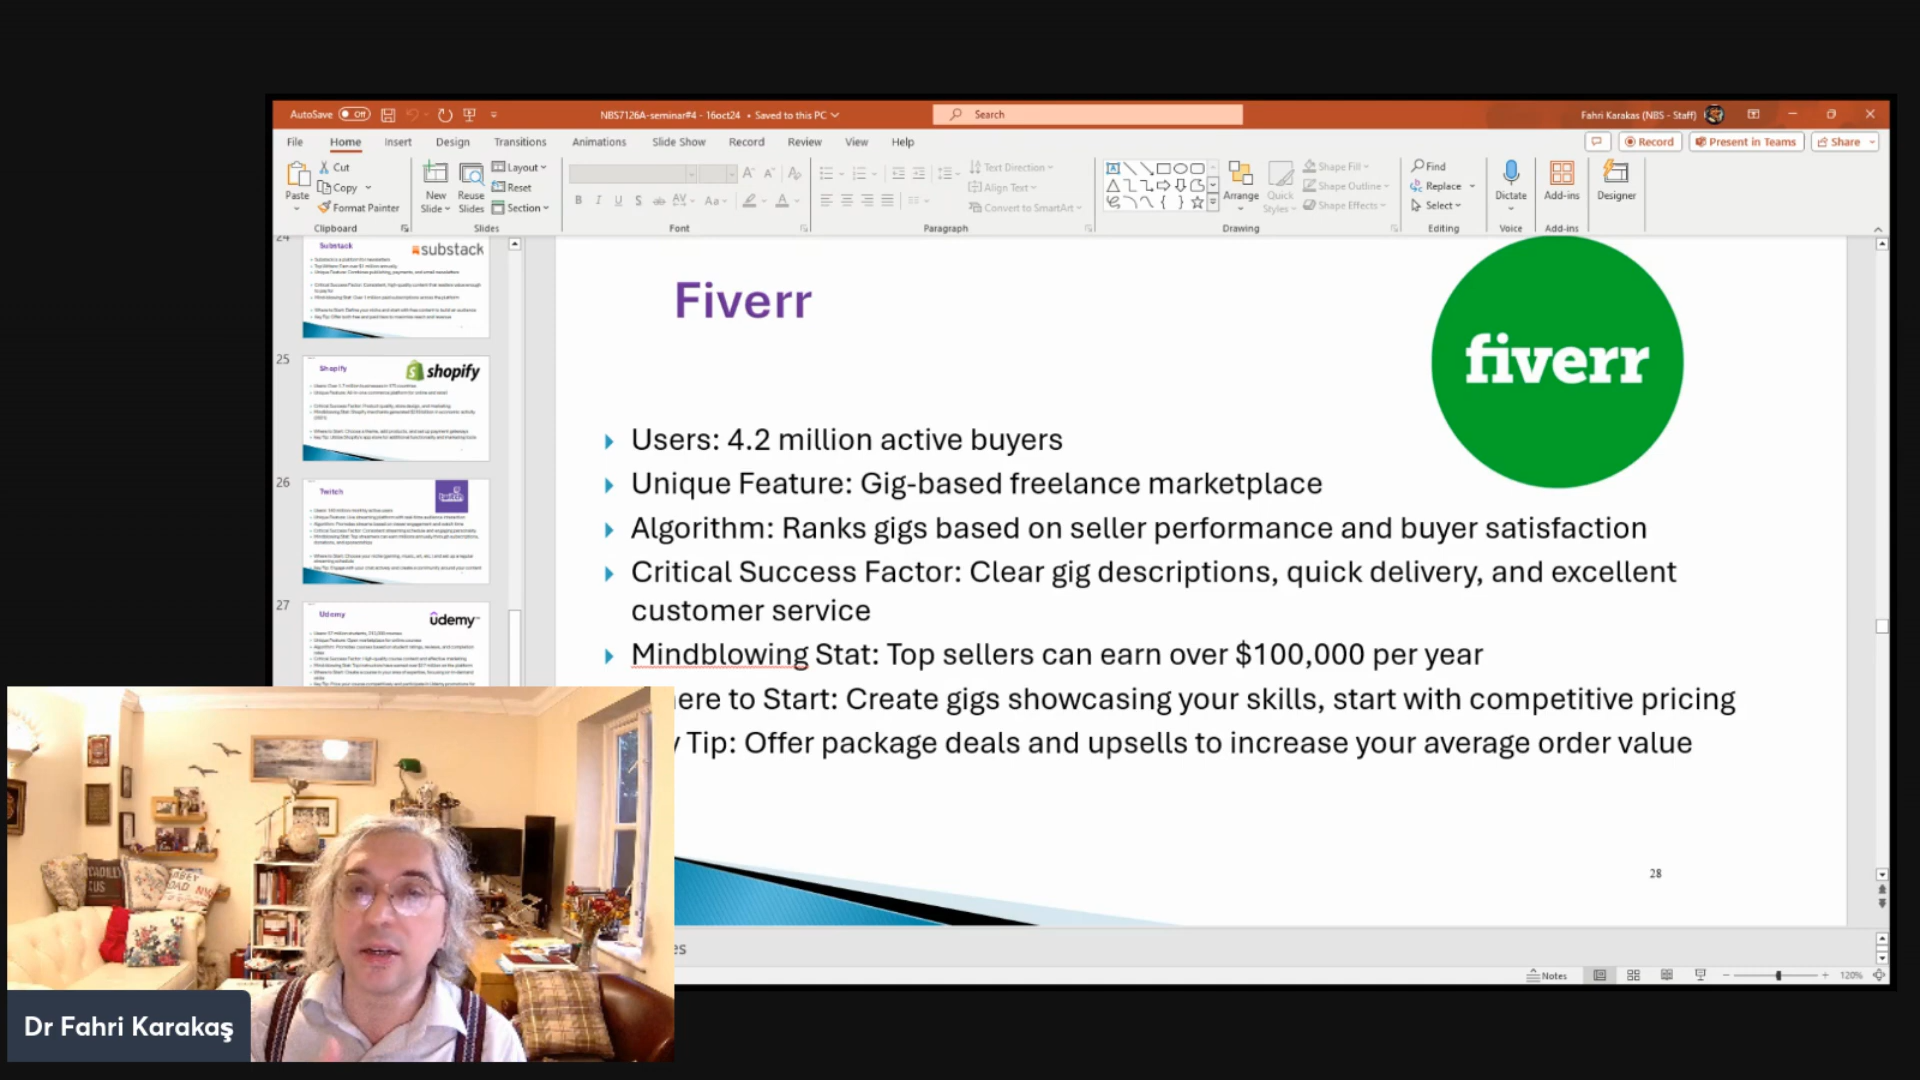 AutoSave Off
NBS7126A-seminar#4 - 16oct24 • Saved to this PC
Search
Fahri Karakas (NBS - Staff)
File Home Insert Design Transitions Animations Slide Show Record Review View Help
Record Present in Teams Share
Paste
Cut
Copy
Format Painter
Clipboard
New Slide
Reuse Slides
Layout
Reset
Section
Slides
Font
Text Direction
Align Text
Convert to SmartArt
Paragraph
Arrange
Quick Styles
Shape Fill
Shape Outline
Shape Effects
Drawing
Find
Replace
Select
Editing
Dictate
Voice
Add-ins
Add-ins
Designer
24
Substack
substack
25
Shopify
shopify
26
Twitch
27
Udemy
ûdemy
Fiverr
fiverr
Users: 4.2 million active buyers
Unique Feature: Gig-based freelance marketplace
Algorithm: Ranks gigs based on seller performance and buyer satisfaction
Critical Success Factor: Clear gig descriptions, quick delivery, and excellent
customer service
Mindblowing Stat: Top sellers can earn over $100,000 per year
ere to Start: Create gigs showcasing your skills, start with competitive pricing
Tip: Offer package deals and upsells to increase your average order value
28
Notes 120%
Dr Fahri Karakaş